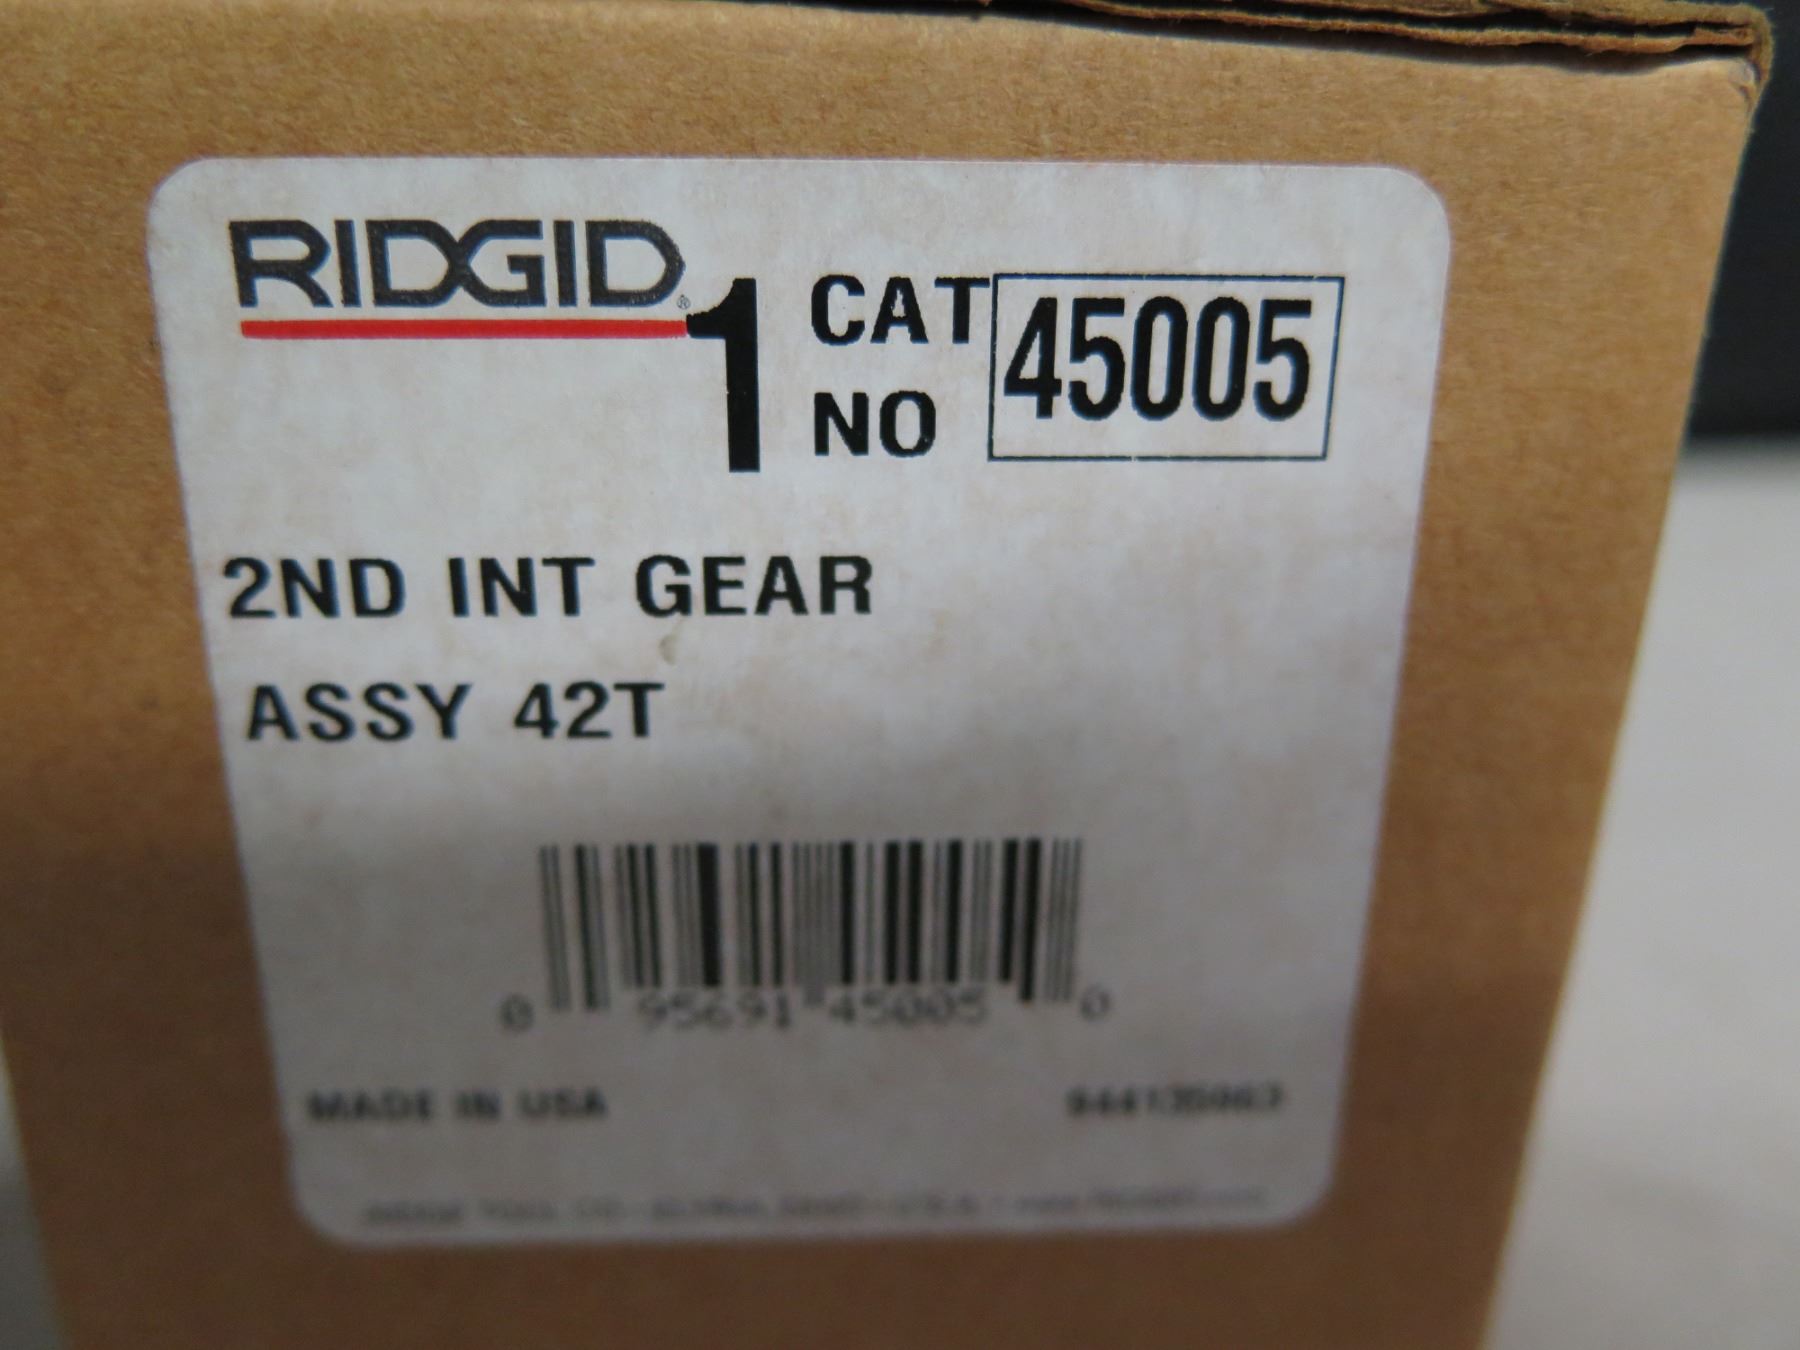 RIDGID® 1 CAT NO 45005
2ND INT GEAR
ASSY 42T
0 95691 45005 0
MADE IN USA